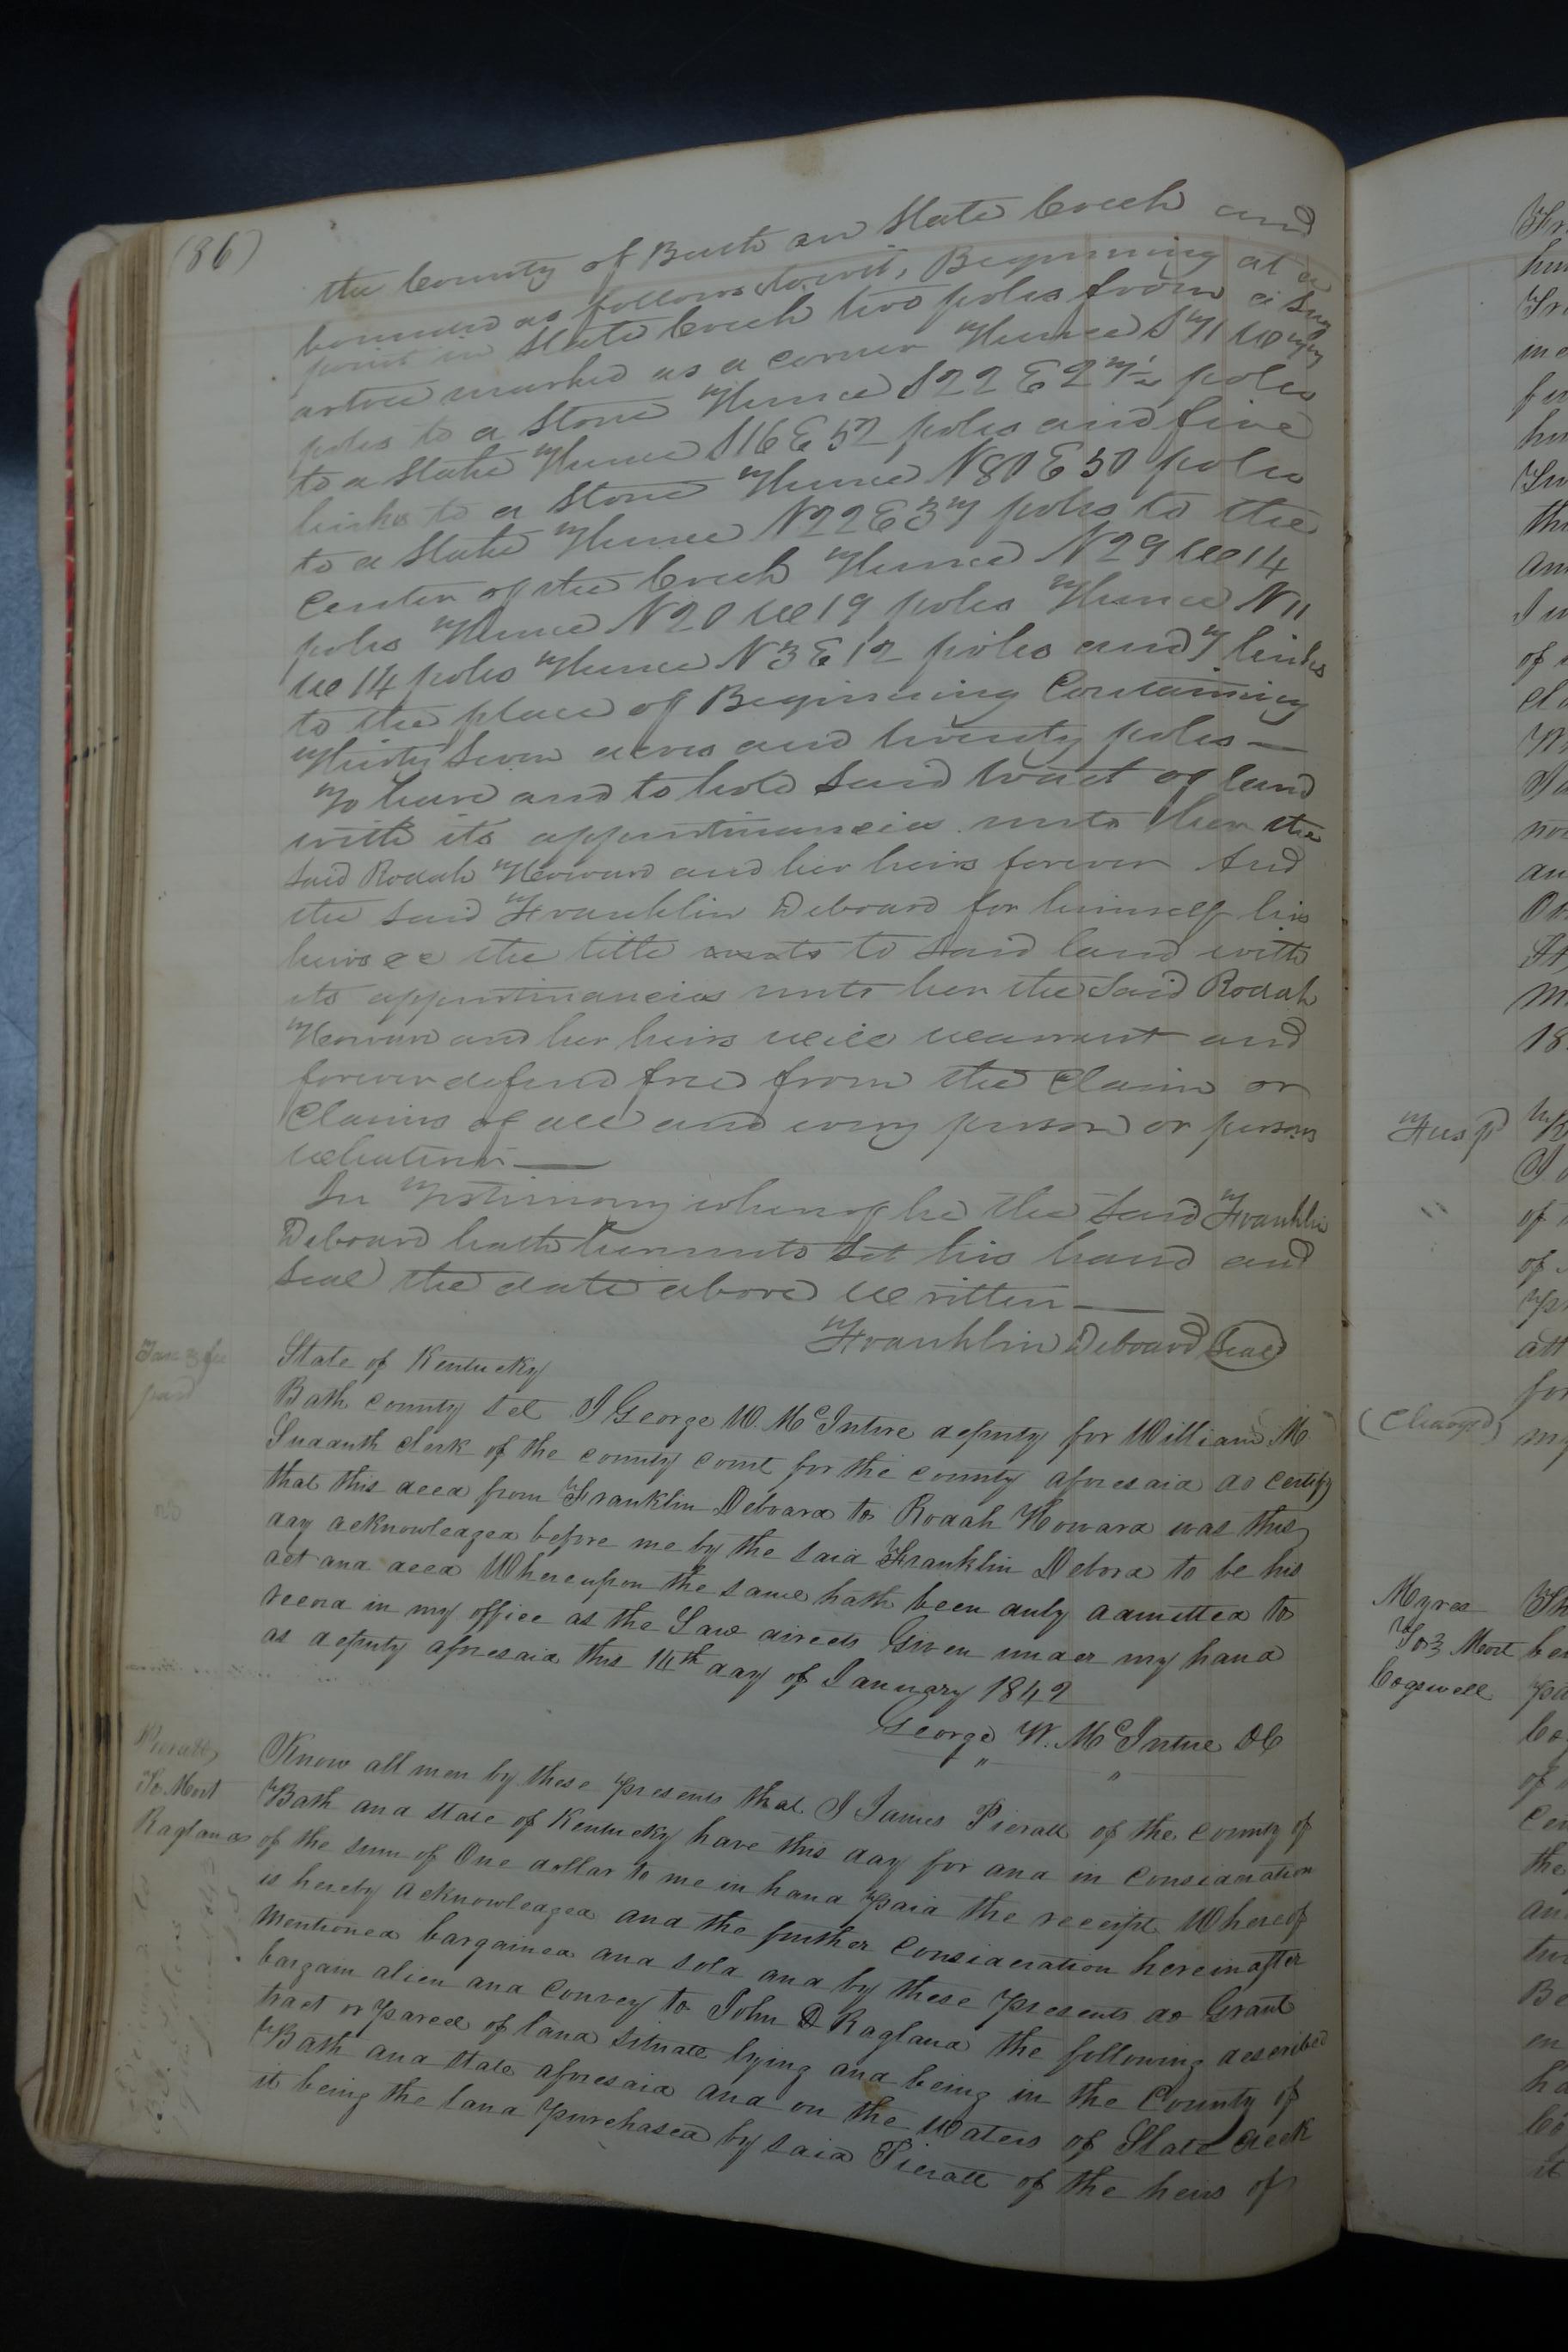 (86)
the County of Bath on Slate Creek and
bounded as follows towit, Beginning at a
point in Slate Creek two poles from a Sug
artree marked as a corner Thence S 71 W
poles to a Stone Thence S 22 E 27½ poles
to a Stake Thence S 16 E 52 poles and five
links to a Stone Thence N 80 E 50 poles
to a Stake Thence N 22 E 37 poles to the
Center of the Creek Thence N 29 W 14
poles Thence N 20 W 19 poles Thence N 11
W 14 poles Thence N 3 E 12 poles and 7 links
to the place of Beginning Containing
Thirty Seven acres and twenty poles —
To have and to hold Said tract of land
with its appurtinancies unto her the
Said Rodah Howard and her heirs forever And
the Said Franklin Deboard for himself his
heirs &c the title to Said land with
its appurtinancies unto her the Said Rodah
Howard and her heirs will warrant and
forever defend free from the Claim or
Claims of all and every person or persons
whatever —
In Testimony whereof he the Said Franklin
Deboard hath hereunto Set his hand and
Seal the date above written —
Franklin Deboard Seal
State of Kentucky
Bath County Sct I George W. McIntire deputy for William M
Sudduth Clerk of the county court for the county aforesaid do certify
that this deed from Franklin Deboard to Rodah Howard was this
day acknowledged before me by the said Franklin Debord to be his
act and deed Whereupon the same hath been duly admitted to
record in my office as the Law directs Given under my hand
as deputy aforesaid this 14th day of January 1842
George W. McIntire DC
Pieratt
To Mort
Ragland
Know all men by these presents that I James Pieratt of the County of
Bath and state of Kentucky have this day for and in consideration
of the sum of One dollar to me in hand paid the receipt Whereof
is hereby acknowledged and the further consideration hereinafter
mentioned bargained and sold and by these presents do Grant
bargain alien and convey to John D Ragland the following described
tract or parcel of land situate lying and being in the County of
Bath and state aforesaid and on the Waters of Slate Creek
it being the land purchased by said Pieratt of the heirs of
(Charged)
Myres
To Mort
Cogswell